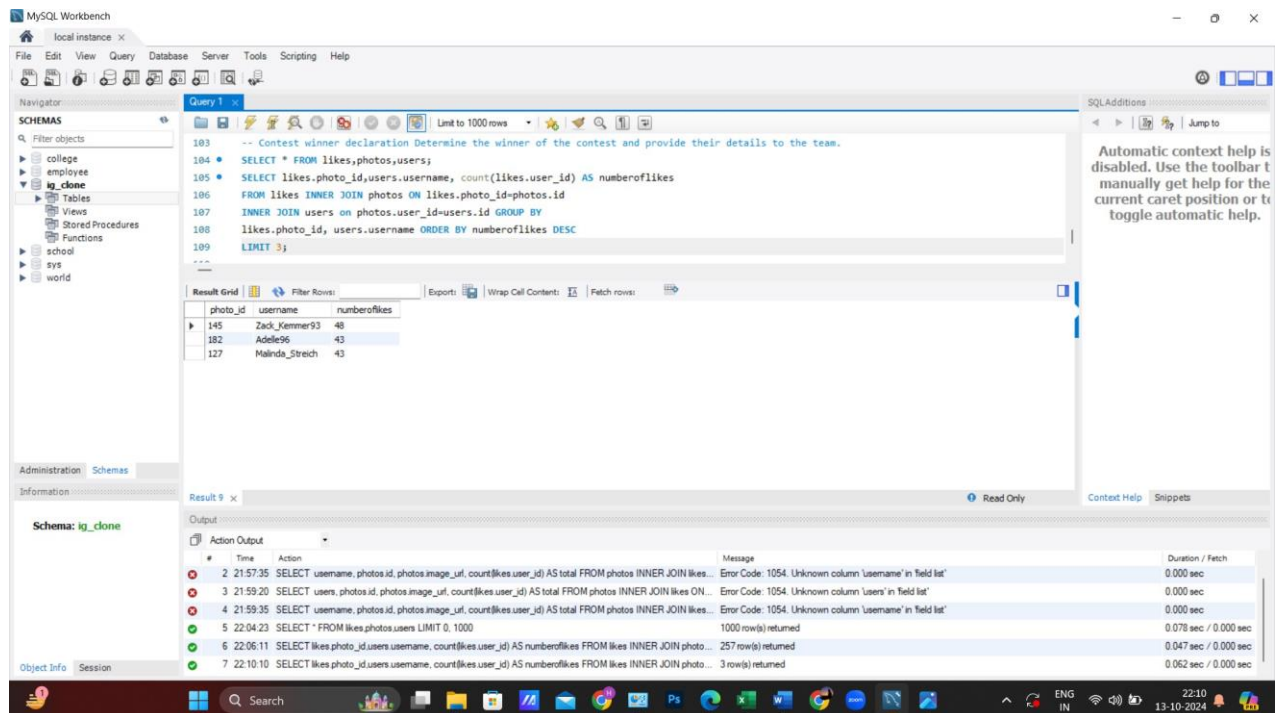 MySQL Workbench
local instance
File Edit View Query Database Server Tools Scripting Help
Navigator
SCHEMAS
Filter objects
college
employee
ig_clone
Tables
Views
Stored Procedures
Functions
school
sys
world
Administration Schemas
Information
Schema: ig_clone
Object Info Session
Query 1
Limit to 1000 rows
103 -- Contest winner declaration Determine the winner of the contest and provide their details to the team.
104 SELECT * FROM likes,photos,users;
105 SELECT likes.photo_id,users.username, count(likes.user_id) AS numberoflikes
106 FROM likes INNER JOIN photos ON likes.photo_id=photos.id
107 INNER JOIN users on photos.user_id=users.id GROUP BY
108 likes.photo_id, users.username ORDER BY numberoflikes DESC
109 LIMIT 3;
Result Grid Filter Rows: Export: Wrap Cell Content: Fetch rows:
photo_id username numberoflikes
145 Zack_Kemmer93 48
182 Adelle96 43
127 Malinda_Streich 43
Result 9 Read Only
Output
Action Output
# Time Action Message Duration / Fetch
2 21:57:35 SELECT username, photos.id, photos.image_url, count(likes.user_id) AS total FROM photos INNER JOIN likes... Error Code: 1054. Unknown column 'username' in 'field list' 0.000 sec
3 21:59:20 SELECT users, photos.id, photos.image_url, count(likes.user_id) AS total FROM photos INNER JOIN likes ON... Error Code: 1054. Unknown column 'users' in 'field list' 0.000 sec
4 21:59:35 SELECT username, photos.id, photos.image_url, count(likes.user_id) AS total FROM photos INNER JOIN likes... Error Code: 1054. Unknown column 'username' in 'field list' 0.000 sec
5 22:04:23 SELECT * FROM likes,photos,users LIMIT 0, 1000 1000 row(s) returned 0.078 sec / 0.000 sec
6 22:06:11 SELECT likes.photo_id,users.username, count(likes.user_id) AS numberoflikes FROM likes INNER JOIN photo... 257 row(s) returned 0.047 sec / 0.000 sec
7 22:10:10 SELECT likes.photo_id,users.username, count(likes.user_id) AS numberoflikes FROM likes INNER JOIN photo... 3 row(s) returned 0.062 sec / 0.000 sec
SQLAdditions
Jump to
Automatic context help is
disabled. Use the toolbar t
manually get help for the
current caret position or t
toggle automatic help.
Context Help Snippets
Search
ENG
IN
22:10
13-10-2024